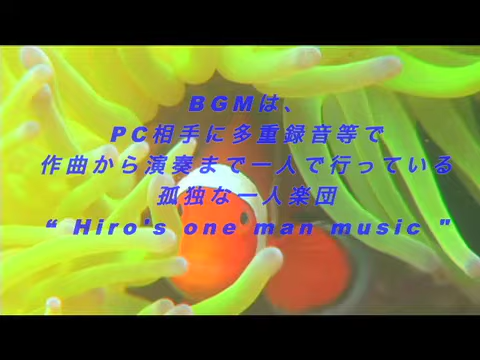 BGMは、
PC相手に多重録音等で
作曲から演奏まで一人で行っている
孤独な一人楽団
“ Hiro's one man music "